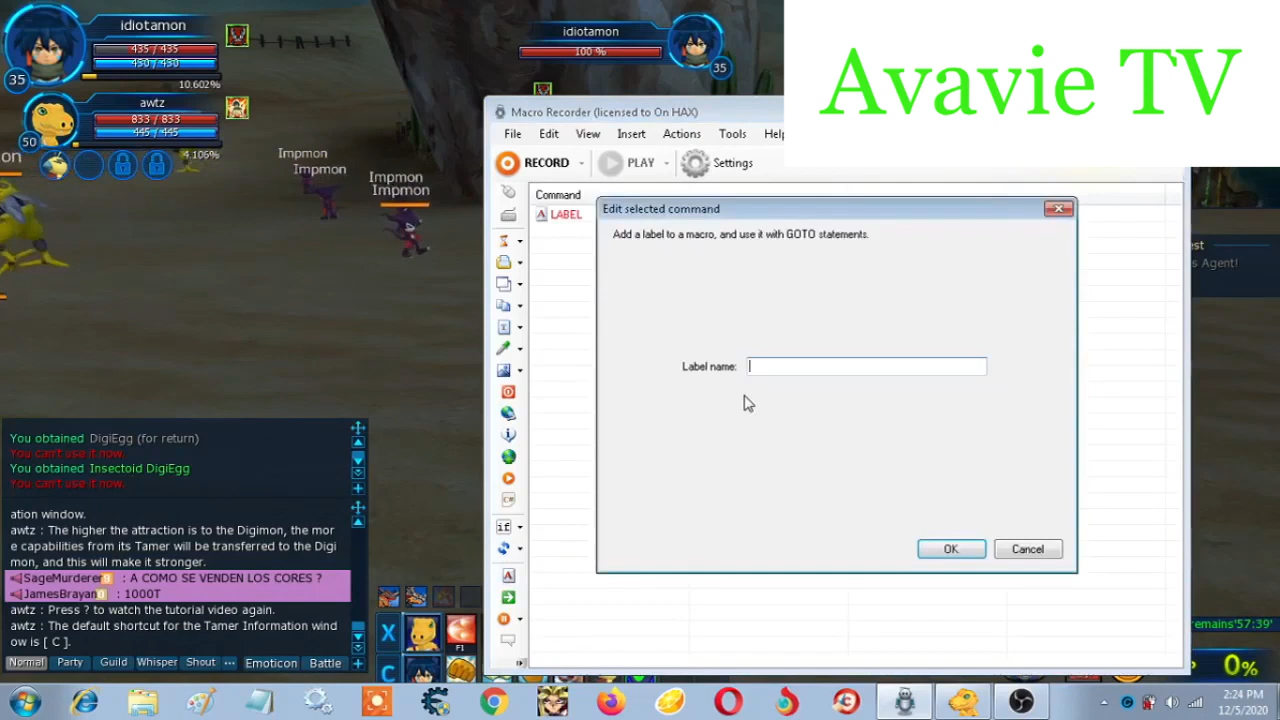 idiotamon
435 / 435
430 / 430
35
10.602%
awtz
833 / 833
445 / 445
50
4.106%
idiotamon
100 %
35
Avavie TV
Impmon
Impmon
Impmon
Impmon
Macro Recorder (licensed to On HAX)
File Edit View Insert Actions Tools Help
RECORD PLAY Settings
Command
LABEL
Edit selected command
Add a label to a macro, and use it with GOTO statements.
Label name:
OK Cancel
if
C#
s Agent!
You obtained DigiEgg (for return)
You can't use it now.
You obtained Insectoid DigiEgg
You can't use it now.
ation window.
awtz : The higher the attraction is to the Digimon, the mor
e capabilities from its Tamer will be transferred to the Digi
mon, and this will make it stronger.
SageMurderer : A COMO SE VENDEN LOS CORES ?
JamesBrayan : 1000T
awtz : Press ? to watch the tutorial video again.
awtz : The default shortcut for the Tamer Information wind
ow is [ C ].
Normal Party Guild Whisper Shout ... Emoticon Battle
X
F1
C
remains'57:39'
0%
2:24 PM
12/5/2020